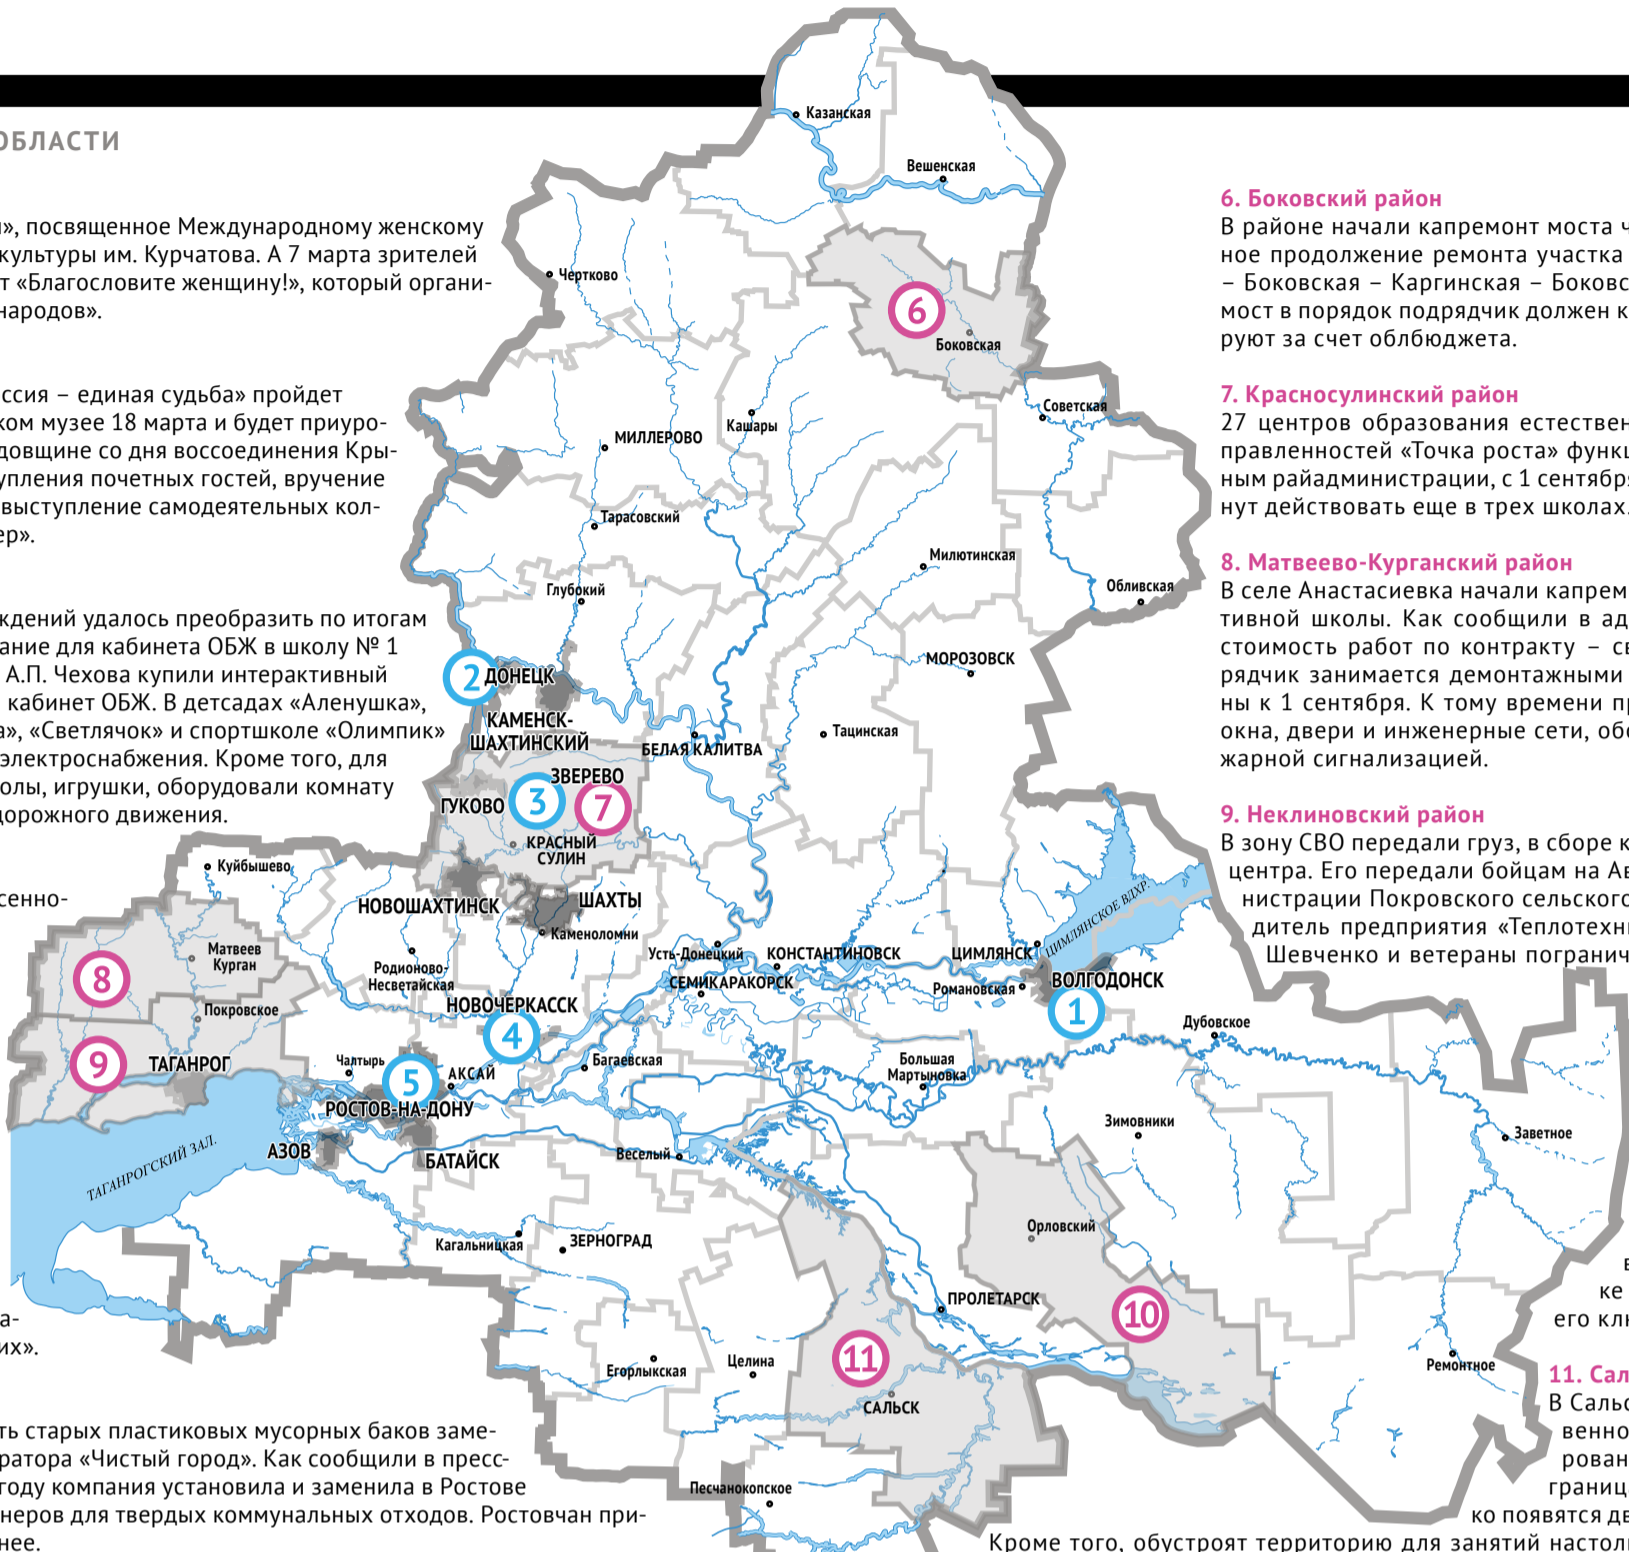 ОБЛАСТИ
», посвященное Международному женскому
культуры им. Курчатова. А 7 марта зрителей
т «Благословите женщину!», который органи-
народов».
ссия – единая судьба» пройдет
ком музее 18 марта и будет приуро-
довщине со дня воссоединения Кры-
упления почетных гостей, вручение
выступление самодеятельных кол-
ер».
ждений удалось преобразить по итогам
ание для кабинета ОБЖ в школу № 1
А.П. Чехова купили интерактивный
кабинет ОБЖ. В детсадах «Аленушка»,
а», «Светлячок» и спортшколе «Олимпик»
электроснабжения. Кроме того, для
олы, игрушки, оборудовали комнату
дорожного движения.
сенно-
а-
их».
ть старых пластиковых мусорных баков заме-
ратора «Чистый город». Как сообщили в пресс-
году компания установила и заменила в Ростове
неров для твердых коммунальных отходов. Ростовчан при-
нее.
Казанская
Вешенская
Чертково
6
Боковская
Советская
Кашары
МИЛЛЕРОВО
Тарасовский
Милютинская
Глубокий
Обливская
МОРОЗОВСК
2
ДОНЕЦК
КАМЕНСК-
ШАХТИНСКИЙ
БЕЛАЯ КАЛИТВА
Тацинская
ЗВЕРЕВО
ГУКОВО
3
7
КРАСНЫЙ
СУЛИН
Куйбышево
НОВОШАХТИНСК
ШАХТЫ
Каменоломни
Матвеев
Курган
8
Родионово-
Несветайская
Усть-Донецкий
КОНСТАНТИНОВСК
ЦИМЛЯНСК
ЦИМЛЯНСКОЕ ВДХР.
СЕМИКАРАКОРСК
Романовская
ВОЛГОДОНСК
1
НОВОЧЕРКАССК
4
Покровское
Дубовское
9
ТАГАНРОГ
Чалтырь
5
АКСАЙ
Багаевская
Большая
Мартыновка
РОСТОВ-НА-ДОНУ
Зимовники
Заветное
АЗОВ
БАТАЙСК
Веселый
ТАГАНРОГСКИЙ ЗАЛ.
Орловский
Кагальницкая
ЗЕРНОГРАД
ПРОЛЕТАРСК
10
11
Егорлыкская
Целина
Ремонтное
САЛЬСК
Песчанокопское
6. Боковский район
В районе начали капремонт моста ч
ное продолжение ремонта участка
– Боковская – Каргинская – Боковс
мост в порядок подрядчик должен к
руют за счет облбюджета.
7. Красносулинский район
27 центров образования естествен
правленностей «Точка роста» функц
ным райадминистрации, с 1 сентября
нут действовать еще в трех школах.
8. Матвеево-Курганский район
В селе Анастасиевка начали капрем
тивной школы. Как сообщили в ад
стоимость работ по контракту – св
рядчик занимается демонтажными
ны к 1 сентября. К тому времени пр
окна, двери и инженерные сети, обо
жарной сигнализацией.
9. Неклиновский район
В зону СВО передали груз, в сборе к
центра. Его передали бойцам на Ав
нистрации Покровского сельского
дитель предприятия «Теплотехни
Шевченко и ветераны погранич
в
ке
его клю
11. Сал
В Сальс
венно
рован
границ
ко появятся дв
Кроме того, обустроят территорию для занятий настоль